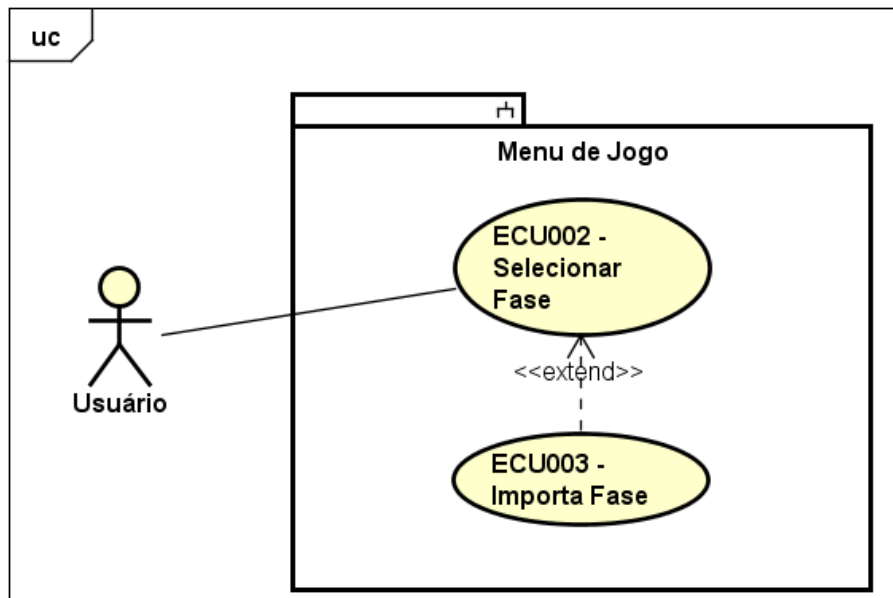 uc
Menu de Jogo
ECU002 -
Selecionar
Fase
<<extend>>
Usuário
ECU003 -
Importa Fase